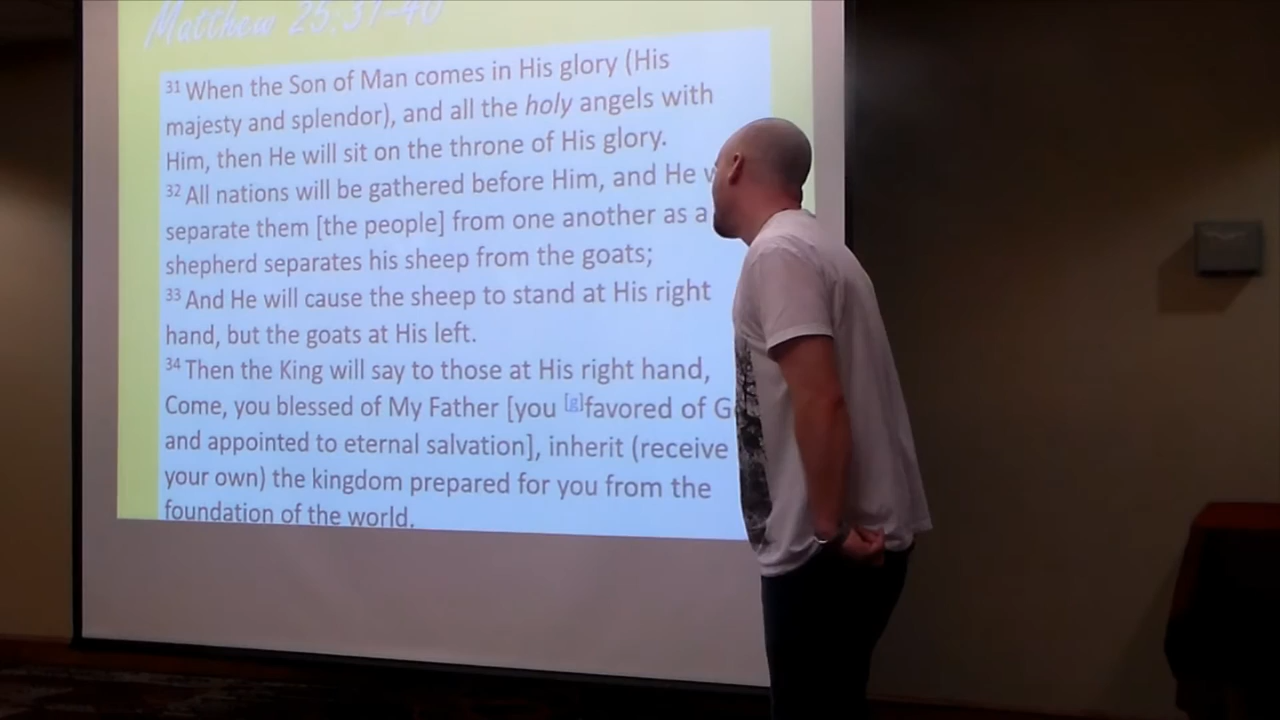 Matthew 25:31-40
31 When the Son of Man comes in His glory (His
majesty and splendor), and all the holy angels with
Him, then He will sit on the throne of His glory.
32 All nations will be gathered before Him, and He
separate them [the people] from one another as a
shepherd separates his sheep from the goats;
33 And He will cause the sheep to stand at His right
hand, but the goats at His left.
34 Then the King will say to those at His right hand,
Come, you blessed of My Father [you [g]favored of G
and appointed to eternal salvation], inherit (receive
your own) the kingdom prepared for you from the
foundation of the world.